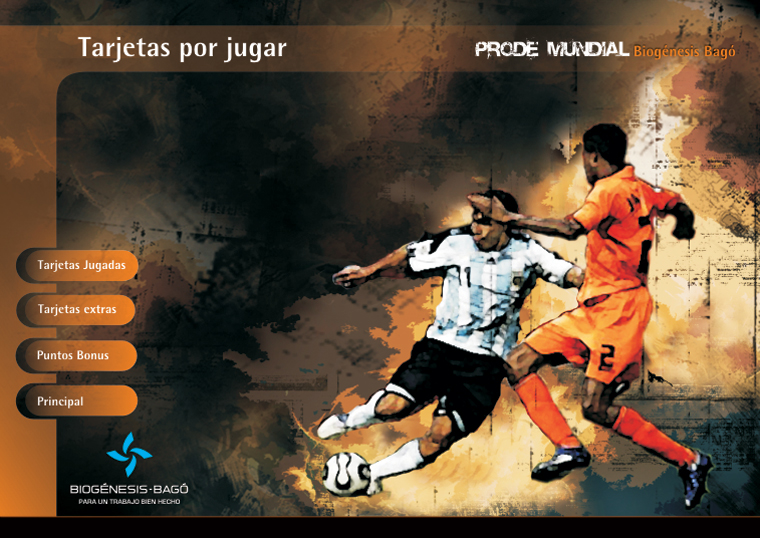 Tarjetas por jugar
PRODE MUNDIAL Biogénesis Bagó
Tarjetas Jugadas
Tarjetas extras
Puntos Bonus
Principal
BIOGÉNESIS-BAGÓ
PARA UN TRABAJO BIEN HECHO
11
2